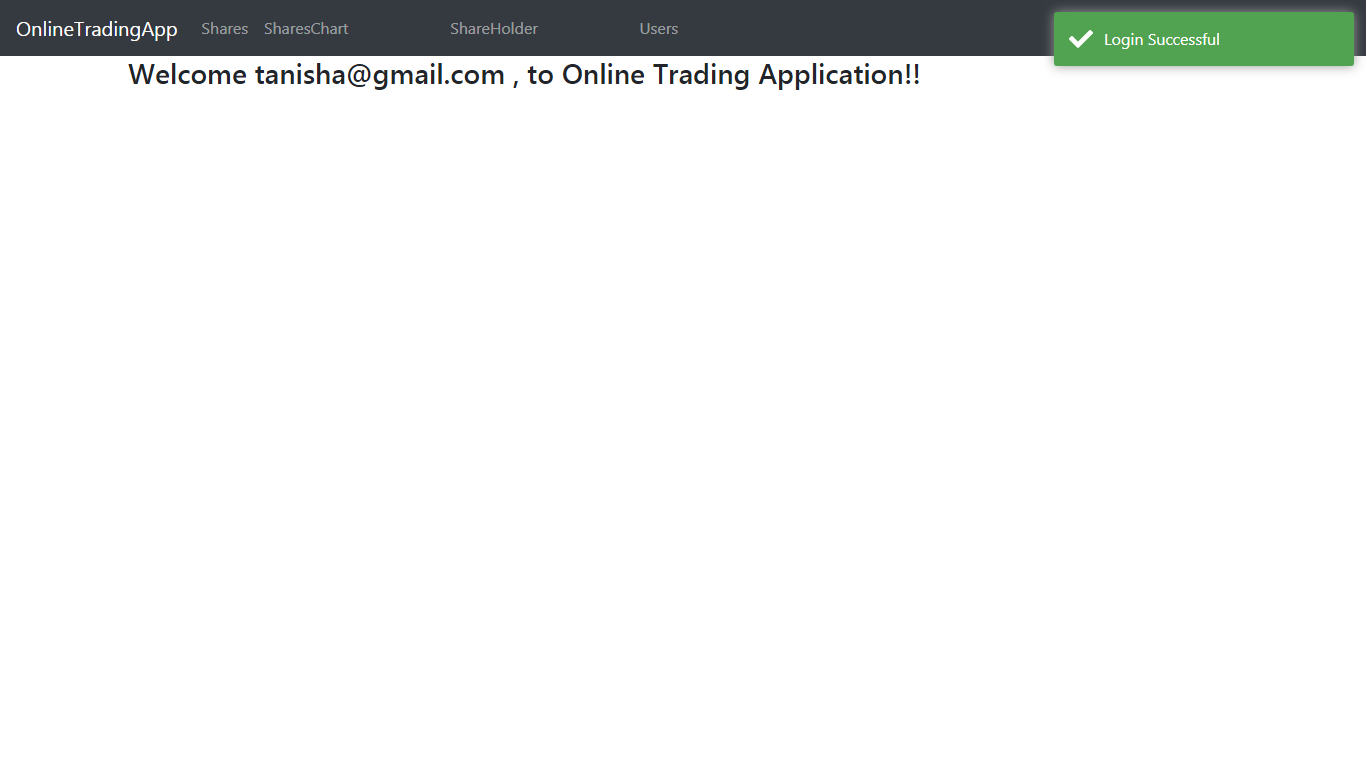 OnlineTradingApp Shares SharesChart ShareHolder Users
Login Successful
Welcome tanisha@gmail.com , to Online Trading Application!!